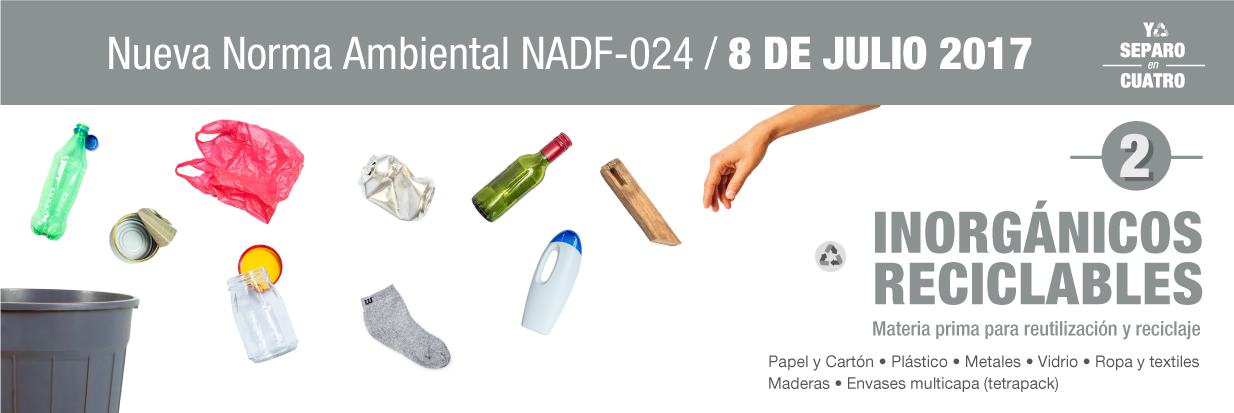 Nueva Norma Ambiental NADF-024 / 8 DE JULIO 2017
YA
SEPARO
en
CUATRO
2
INORGÁNICOS
RECICLABLES
Materia prima para reutilización y reciclaje
Papel y Cartón • Plástico • Metales • Vidrio • Ropa y textiles
Maderas • Envases multicapa (tetrapack)